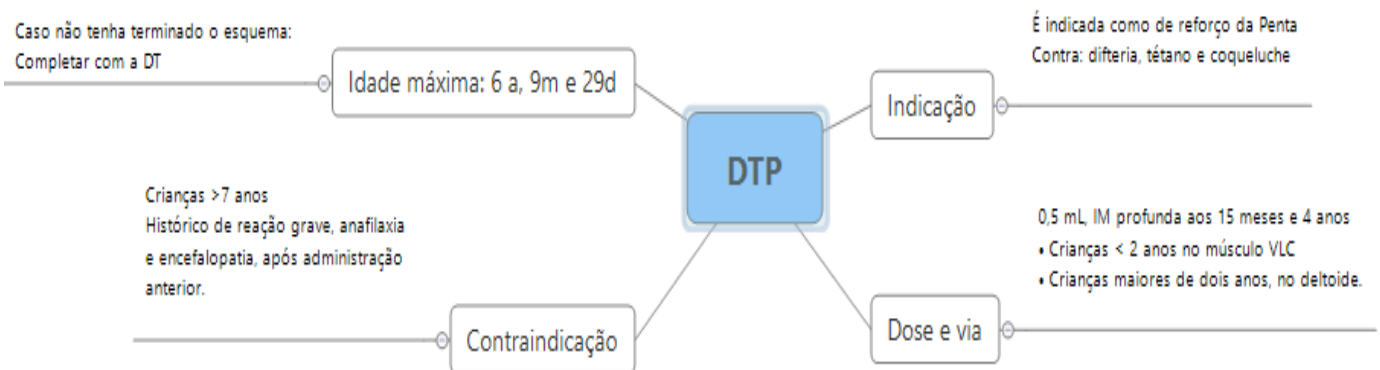 Caso não tenha terminado o esquema:
Completar com a DT
Idade máxima: 6 a, 9m e 29d
É indicada como de reforço da Penta
Contra: difteria, tétano e coqueluche
Indicação
DTP
Crianças >7 anos
Histórico de reação grave, anafilaxia
e encefalopatia, após administração
anterior.
Contraindicação
0,5 mL, IM profunda aos 15 meses e 4 anos
• Crianças < 2 anos no músculo VLC
• Crianças maiores de dois anos, no deltoide.
Dose e via